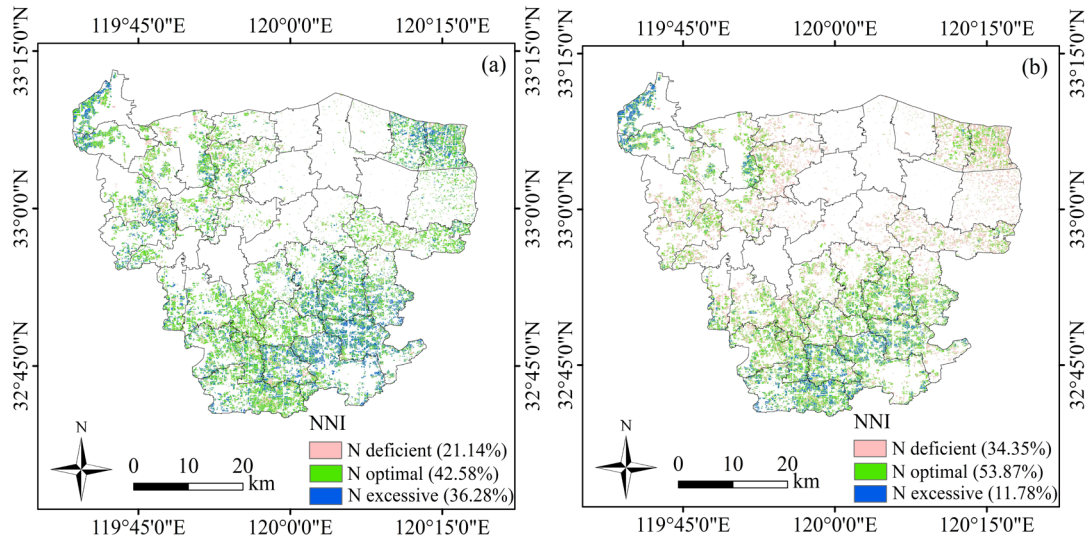 119°45'0"E 120°0'0"E 120°15'0"E
33°15'0"N
33°0'0"N
32°45'0"N
(a)
33°15'0"N
33°0'0"N
32°45'0"N
N
0 10 20
km
NNI
N deficient (21.14%)
N optimal (42.58%)
N excessive (36.28%)
119°45'0"E 120°0'0"E 120°15'0"E
119°45'0"E 120°0'0"E 120°15'0"E
33°15'0"N
33°0'0"N
32°45'0"N
(b)
33°15'0"N
33°0'0"N
32°45'0"N
N
0 10 20
km
NNI
N deficient (34.35%)
N optimal (53.87%)
N excessive (11.78%)
119°45'0"E 120°0'0"E 120°15'0"E